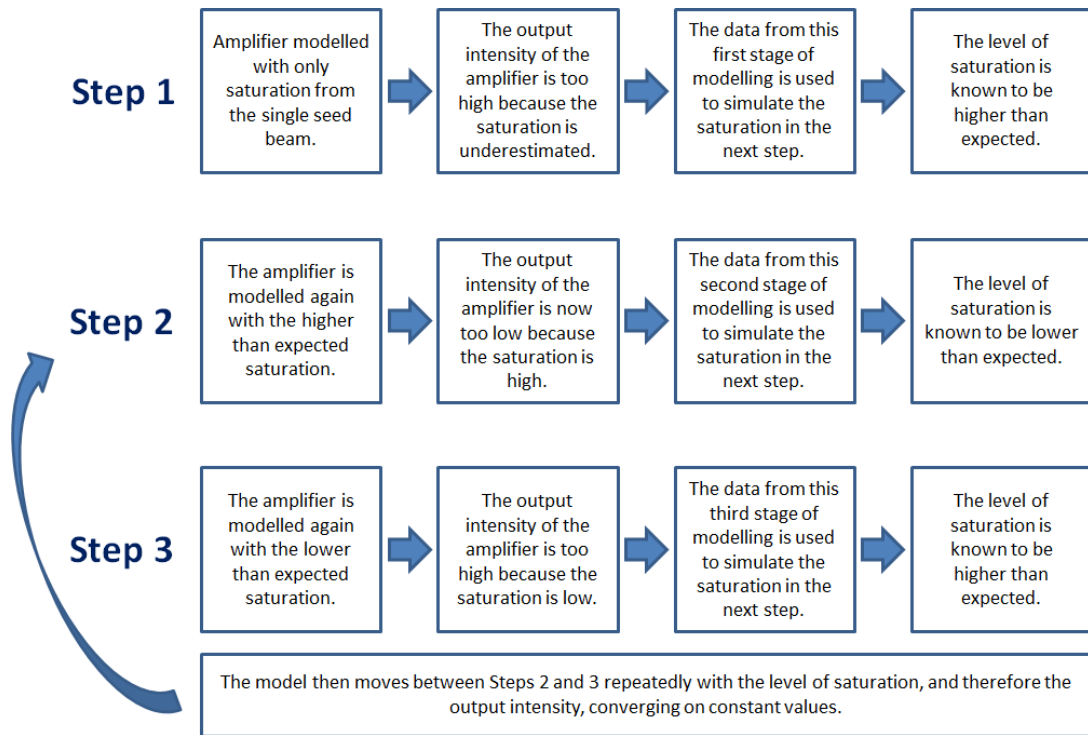 Step 1
Amplifier modelled
with only
saturation from
the single seed
beam.
The output
intensity of the
amplifier is too
high because the
saturation is
underestimated.
The data from this
first stage of
modelling is used
to simulate the
saturation in the
next step.
The level of
saturation is
known to be
higher than
expected.
Step 2
The amplifier is
modelled again
with the higher
than expected
saturation.
The output
intensity of the
amplifier is now
too low because
the saturation is
high.
The data from this
second stage of
modelling is used
to simulate the
saturation in the
next step.
The level of
saturation is
known to be lower
than expected.
Step 3
The amplifier is
modelled again
with the lower
than expected
saturation.
The output
intensity of the
amplifier is too
high because the
saturation is low.
The data from this
third stage of
modelling is used
to simulate the
saturation in the
next step.
The level of
saturation is
known to be
higher than
expected.
The model then moves between Steps 2 and 3 repeatedly with the level of saturation, and therefore the
output intensity, converging on constant values.